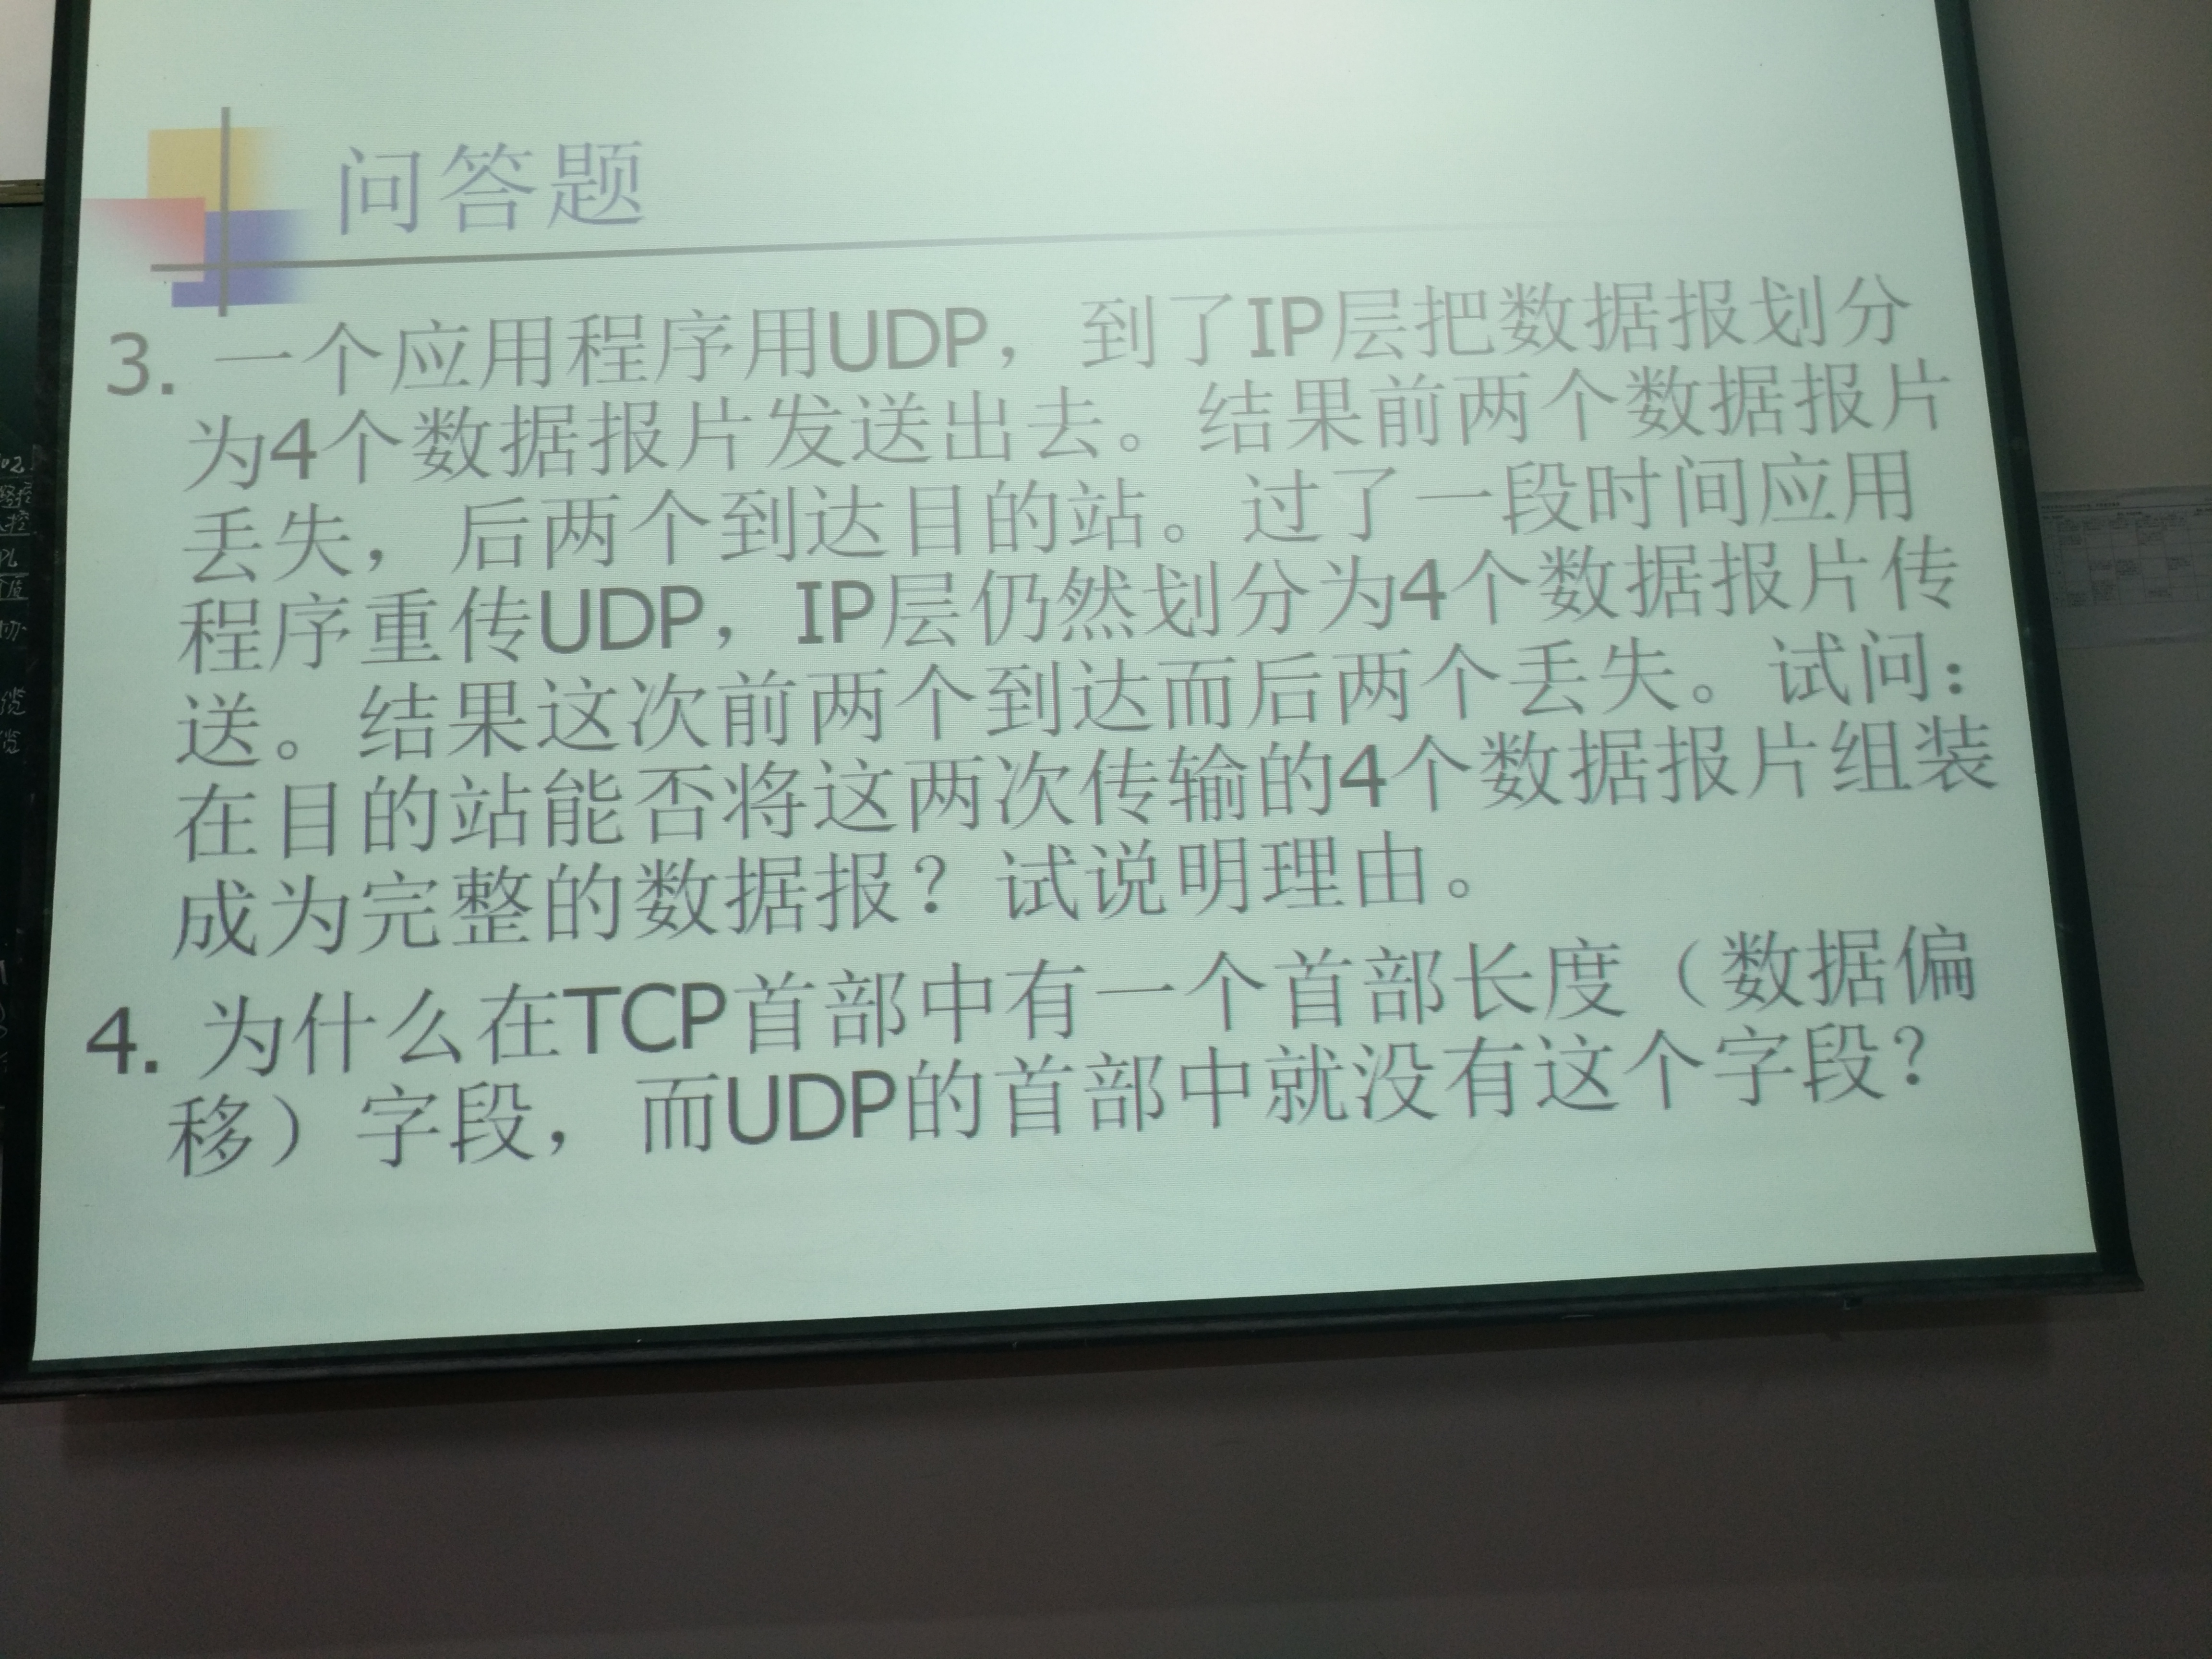 问答题
3. 一个应用程序用UDP，到了IP层把数据报划分
为4个数据报片发送出去。结果前两个数据报片
丢失，后两个到达目的站。过了一段时间应用
程序重传UDP，IP层仍然划分为4个数据报片传
送。结果这次前两个到达而后两个丢失。试问：
在目的站能否将这两次传输的4个数据报片组装
成为完整的数据报？试说明理由。
4. 为什么在TCP首部中有一个首部长度（数据偏
移）字段，而UDP的首部中就没有这个字段？